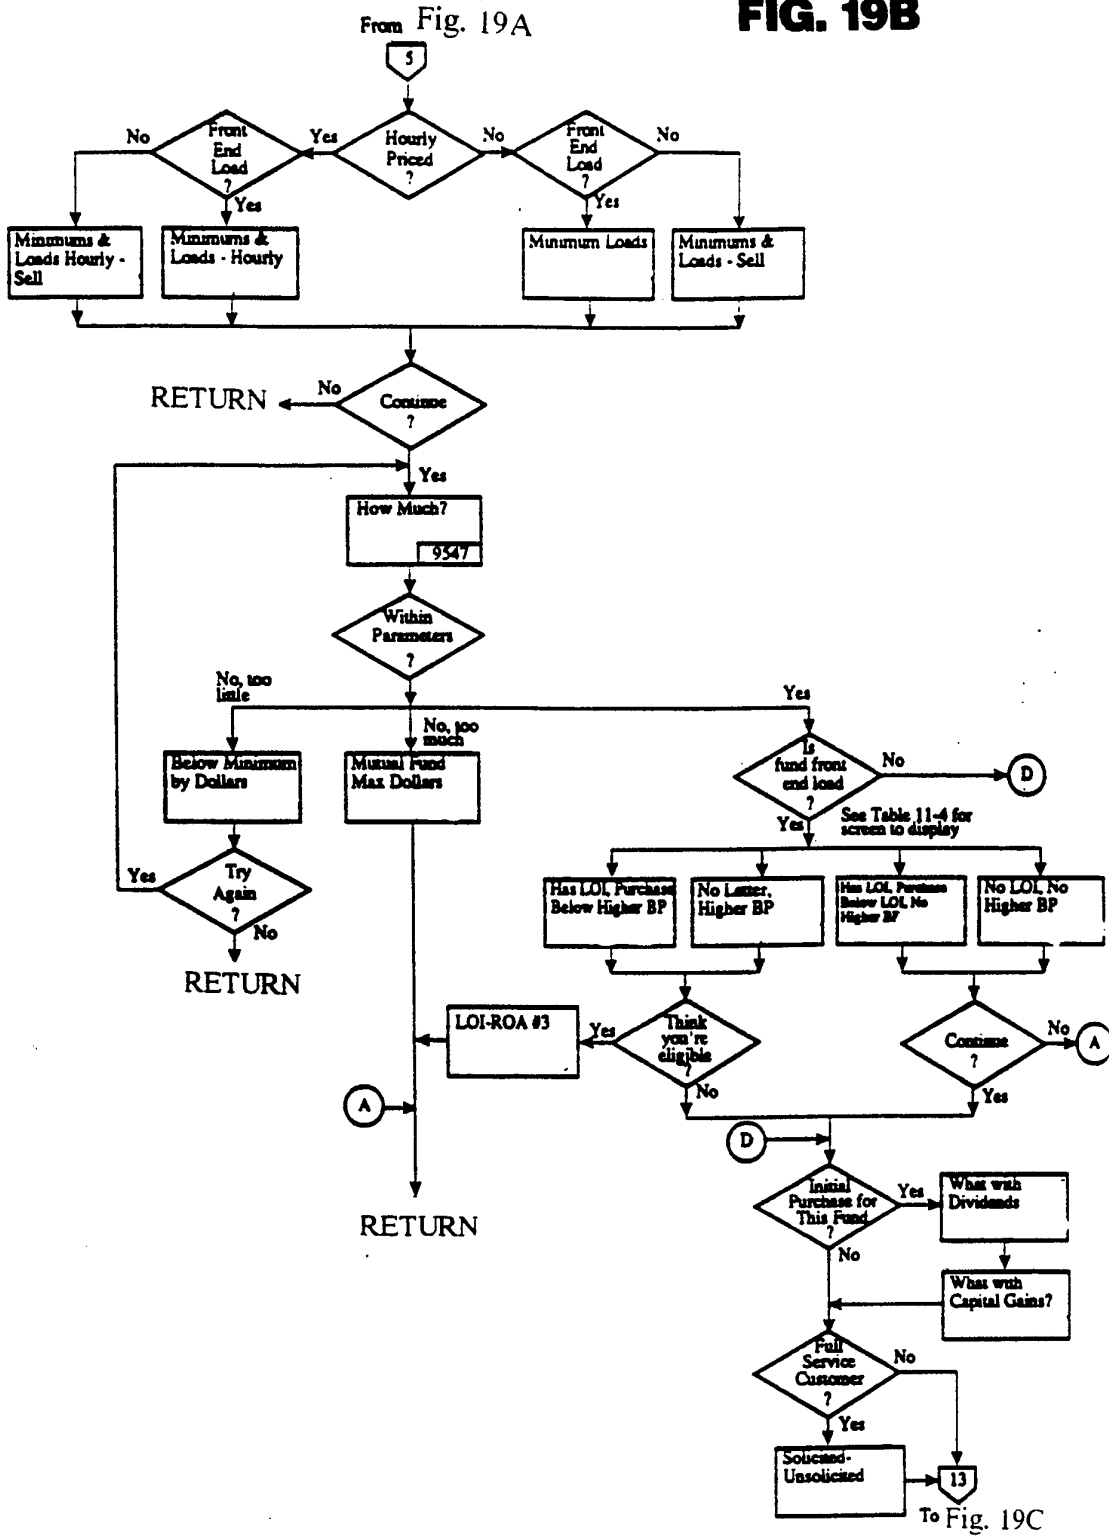 From Fig. 19A
FIG. 19B
5
No
Front
End
Load
?
Yes
Hourly
Priced
?
No
Front
End
Load
?
No
Yes
Yes
Minimums &
Loads Hourly -
Sell
Minimums &
Loads - Hourly
Minimum Loads
Minimums &
Loads - Sell
RETURN
No
Continue
?
Yes
How Much?
9547
Within
Parameters
?
No, too
little
No, too
much
Yes
Below Minimum
by Dollars
Mutual Fund
Max Dollars
Is
fund front
end load
?
No
D
Yes
See Table 11-4 for
screen to display
Yes
Try
Again
?
No
RETURN
Has LOI, Purchase
Below Higher BP
No Letter,
Higher BP
Has LOI, Purchase
Below LOI, No
Higher BP
No LOI, No
Higher BP
LOI-ROA #3
Yes
Think
you're
eligible
?
No
Continue
?
No
A
Yes
A
D
RETURN
Initial
Purchase for
This Fund
?
Yes
What with
Dividends
No
What with
Capital Gains?
Full
Service
Customer
?
No
Yes
Solicited-
Unsolicited
13
To Fig. 19C